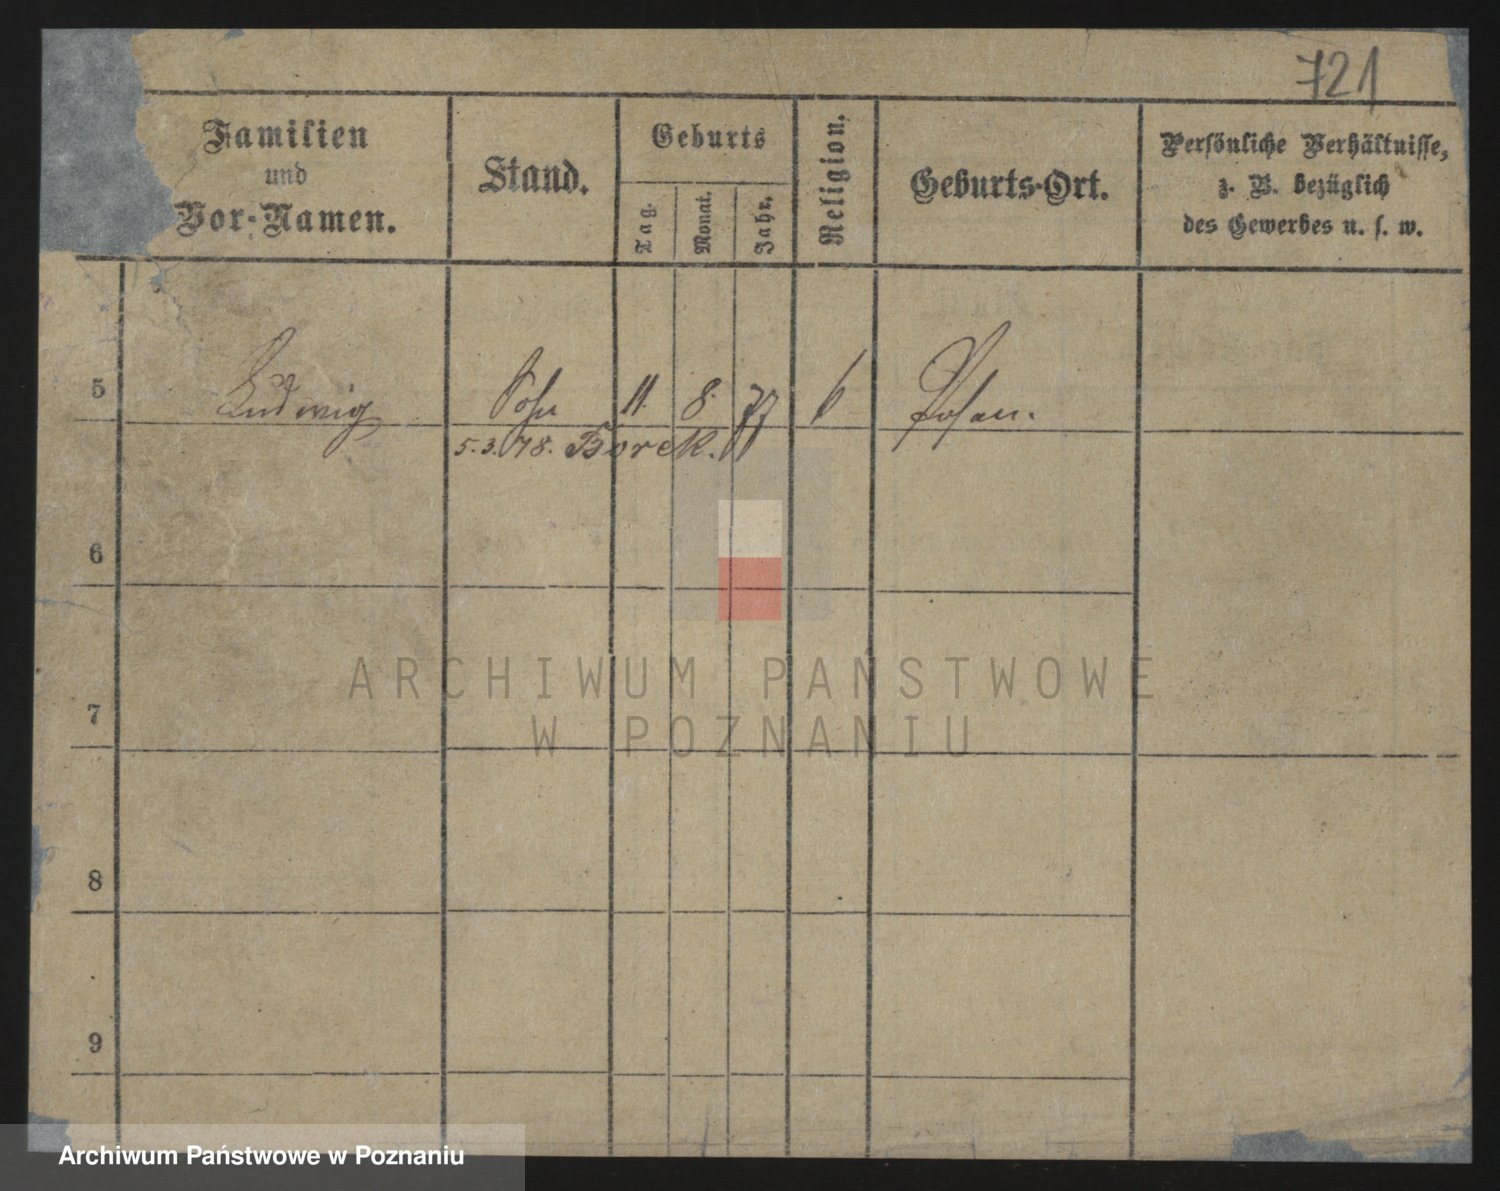 721
Familien
und
Vor-Namen.
Stand.
Geburts
Tag.
Monat.
Jahr.
Religion.
Geburts-Ort.
Persönliche Verhältnisse,
z. B. bezüglich
des Gewerbes u. s. w.
5 Ludwig Sohn 11. 8. 77 Posen.
5.3.78. Borek.
6
7
8
9
ARCHIWUM PAŃSTWOWE
W POZNANIU
Archiwum Państwowe w Poznaniu